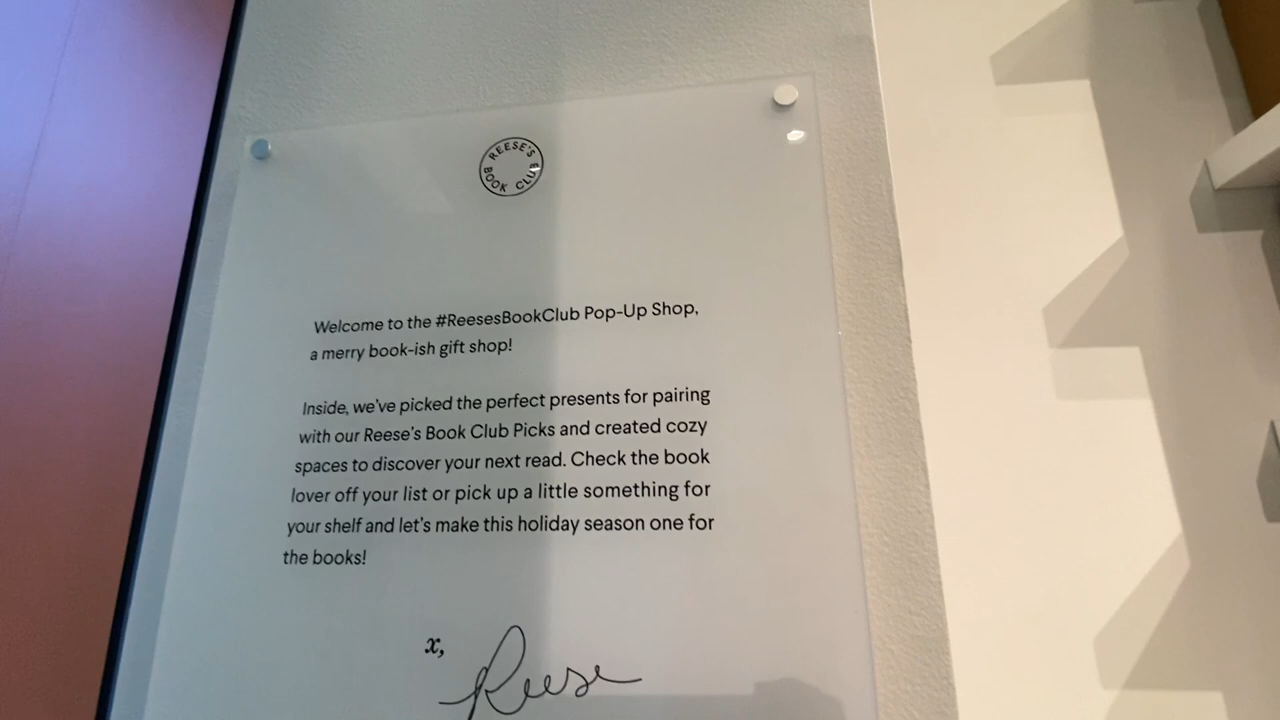 REESE'S BOOK CLUB
Welcome to the #ReesesBookClub Pop-Up Shop,
a merry book-ish gift shop!
Inside, we've picked the perfect presents for pairing
with our Reese's Book Club Picks and created cozy
spaces to discover your next read. Check the book
lover off your list or pick up a little something for
your shelf and let's make this holiday season one for
the books!
x,
Reese